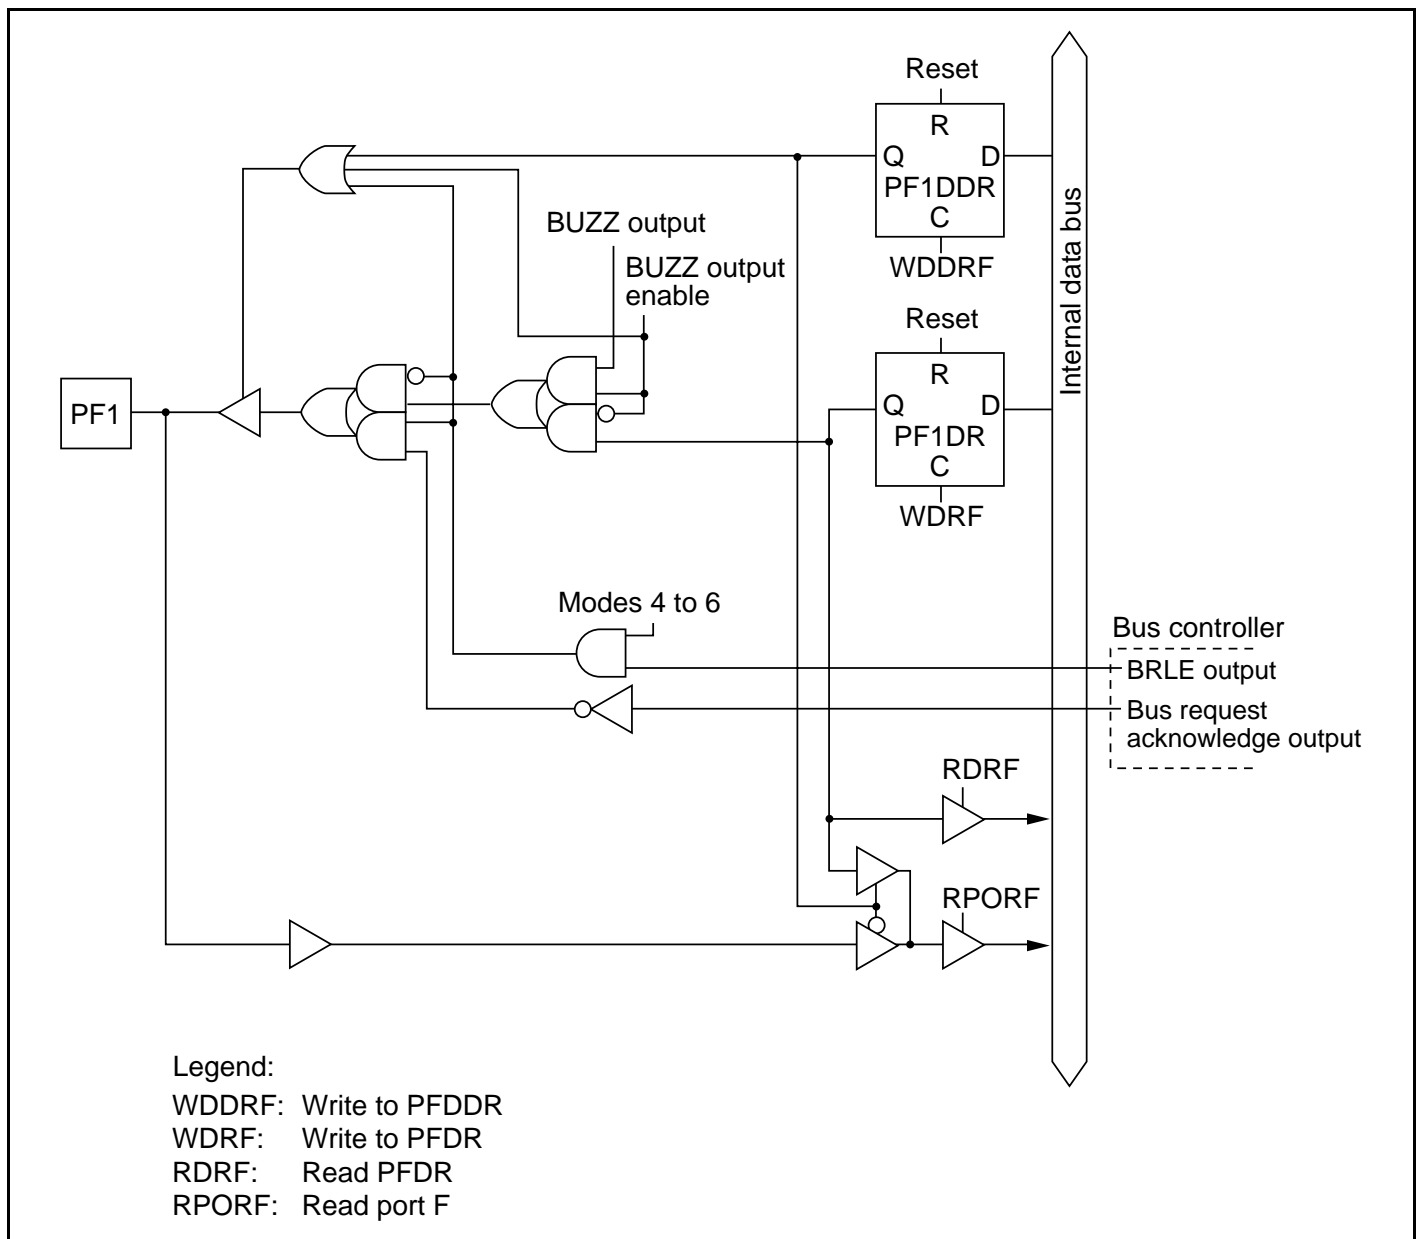 Reset
R
Q
D
PF1DDR
C
WDDRF
BUZZ output
BUZZ output
enable
Internal data bus
Reset
R
Q
D
PF1DR
C
WDRF
PF1
Modes 4 to 6
Bus controller
BRLE output
Bus request
acknowledge output
RDRF
RPORF
Legend:
WDDRF: Write to PFDDR
WDRF: Write to PFDR
RDRF: Read PFDR
RPORF: Read port F